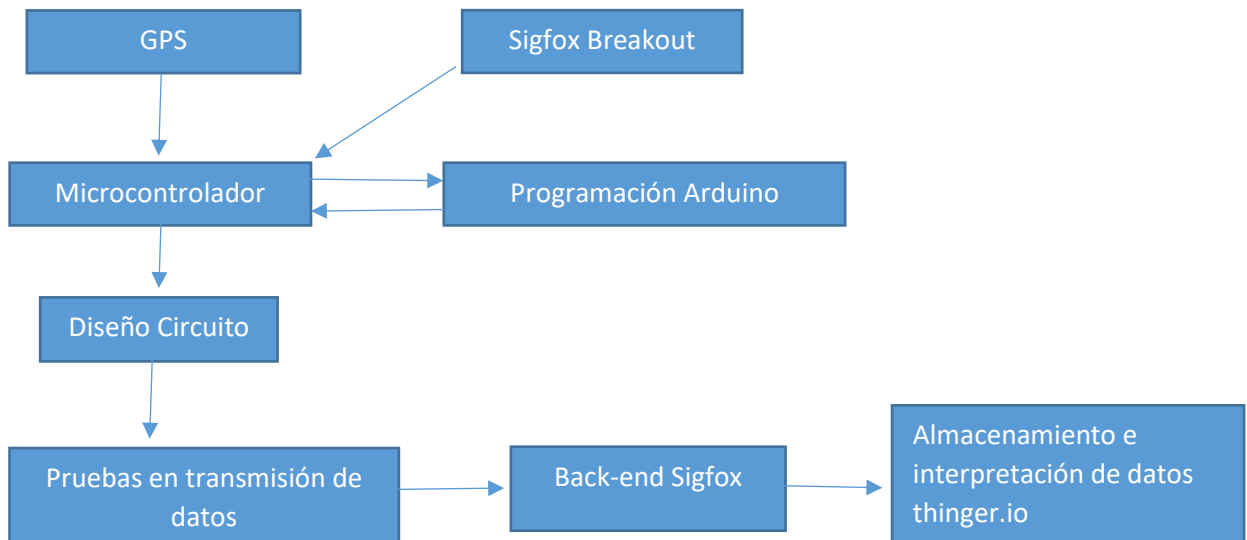 GPS
Sigfox Breakout
Microcontrolador
Programación Arduino
Diseño Circuito
Pruebas en transmisión de
datos
Back-end Sigfox
Almacenamiento e
interpretación de datos
thinger.io